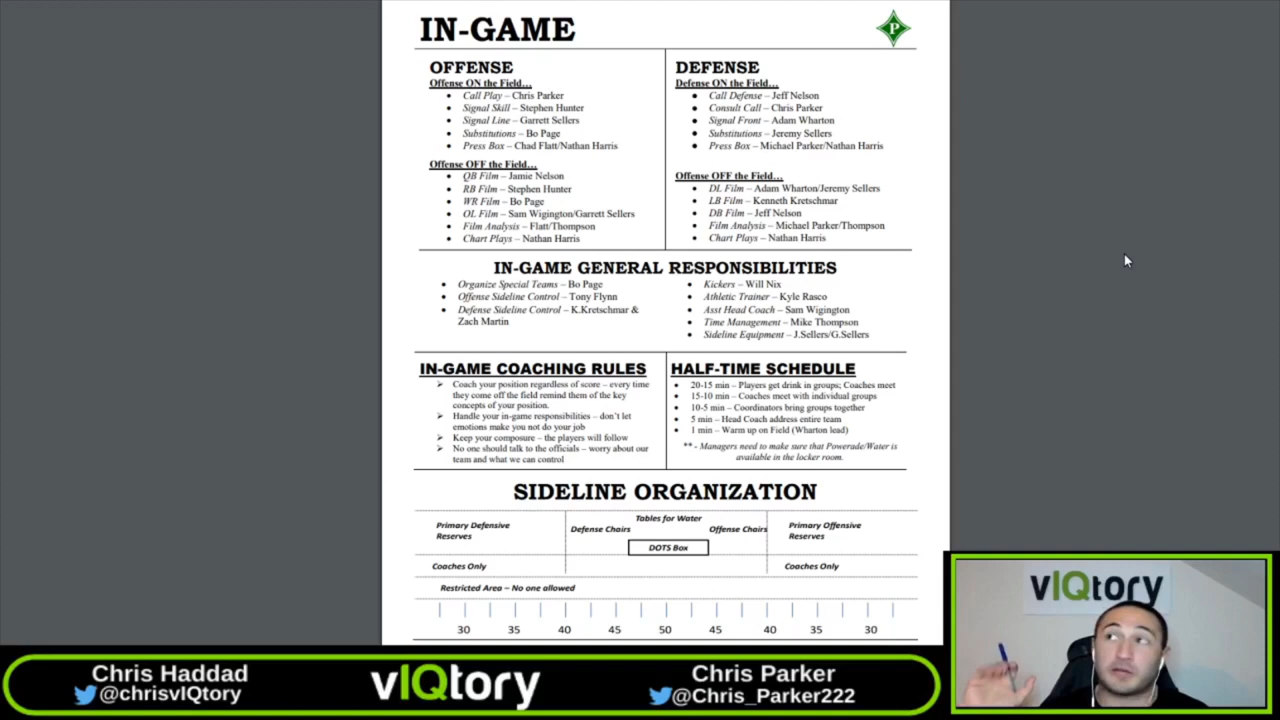 IN-GAME
P
OFFENSE
Offense ON the Field…
• Call Play – Chris Parker
• Signal Skill – Stephen Hunter
• Signal Line – Garrett Sellers
• Substitutions – Bo Page
• Press Box – Chad Flatt/Nathan Harris
Offense OFF the Field…
• QB Film – Jamie Nelson
• RB Film – Stephen Hunter
• WR Film – Bo Page
• OL Film – Sam Wigington/Garrett Sellers
• Film Analysis – Flatt/Thompson
• Chart Plays – Nathan Harris
DEFENSE
Defense ON the Field…
• Call Defense – Jeff Nelson
• Consult Call – Chris Parker
• Signal Front – Adam Wharton
• Substitutions – Jeremy Sellers
• Press Box – Michael Parker/Nathan Harris
Offense OFF the Field…
• DL Film – Adam Wharton/Jeremy Sellers
• LB Film – Kenneth Kretschmar
• DB Film – Jeff Nelson
• Film Analysis – Michael Parker/Thompson
• Chart Plays – Nathan Harris
IN-GAME GENERAL RESPONSIBILITIES
• Organize Special Teams – Bo Page
• Offense Sideline Control – Tony Flynn
• Defense Sideline Control – K.Kretschmar &
Zach Martin
• Kickers – Will Nix
• Athletic Trainer – Kyle Rasco
• Asst Head Coach – Sam Wigington
• Time Management – Mike Thompson
• Sideline Equipment – J.Sellers/G.Sellers
IN-GAME COACHING RULES
➢ Coach your position regardless of score – every time
they come off the field remind them of the key
concepts of your position.
➢ Handle your in-game responsibilities – don't let
emotions make you not do your job
➢ Keep your composure – the players will follow
➢ No one should talk to the officials – worry about our
team and what we can control
HALF-TIME SCHEDULE
• 20-15 min – Players get drink in groups; Coaches meet
• 15-10 min – Coaches meet with individual groups
• 10-5 min – Coordinators bring groups together
• 5 min – Head Coach address entire team
• 1 min – Warm up on Field (Wharton lead)
** - Managers need to make sure that Powerade/Water is
available in the locker room.
SIDELINE ORGANIZATION
Tables for Water
Primary Defensive
Reserves
Defense Chairs
Offense Chairs
Primary Offensive
Reserves
DOTS Box
Coaches Only
Coaches Only
Restricted Area – No one allowed
30 35 40 45 50 45 40 35 30
vIQtory
Chris Haddad
@chrisvIQtory
vIQtory
Chris Parker
@Chris_Parker222